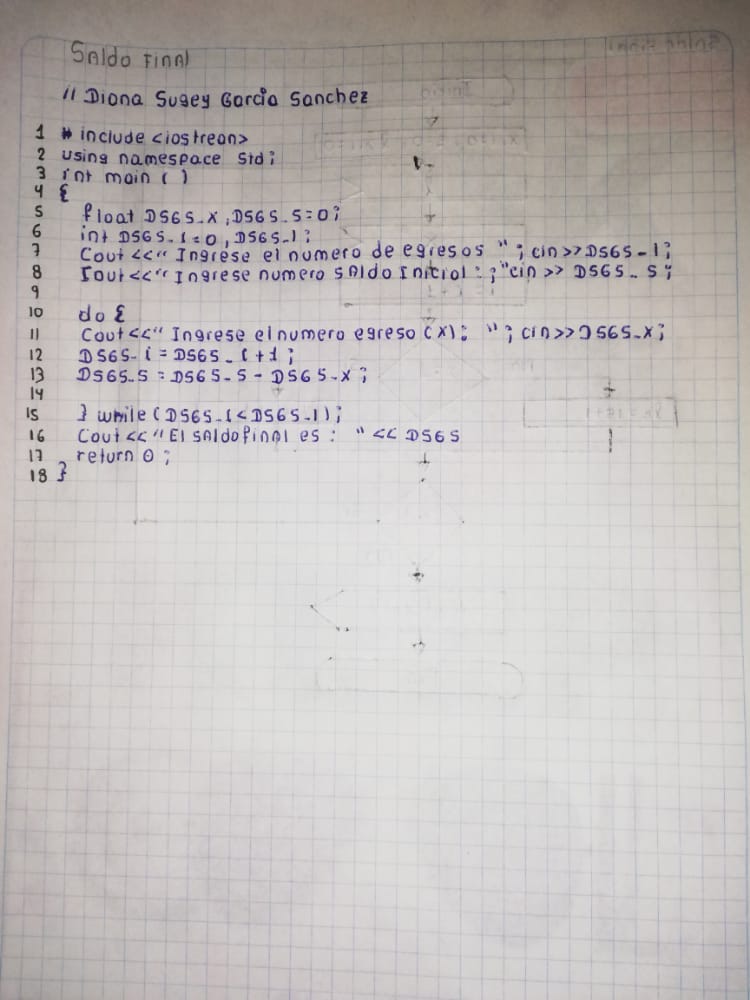 Saldo Final
// Diana Sugey Garcia Sanchez
1 # include <iostrean>
2 using namespace Std;
3 int main ( )
4 {
5 float DSGS_X, DSGS_S=0;
6 int DSGS_i=0, DSGS_1;
7 Cout <<" Ingrese el numero de egresos " ; cin>>DSGS_1;
8 Cout<<" Ingrese numero Saldo Inicial : ;"cin >> DSGS_S;
9
10 do {
11 Cout<<" Ingrese el numero egreso (X): " ; cin>>DSGS_X;
12 DSGS_i = DSGS_i+1;
13 DSGS_S = DSGS_S - DSGS_X;
14
15 } while (DSGS_i<DSGS_1);
16 Cout <<" El Saldo final es : " << DSGS
17 return 0 ;
18 }